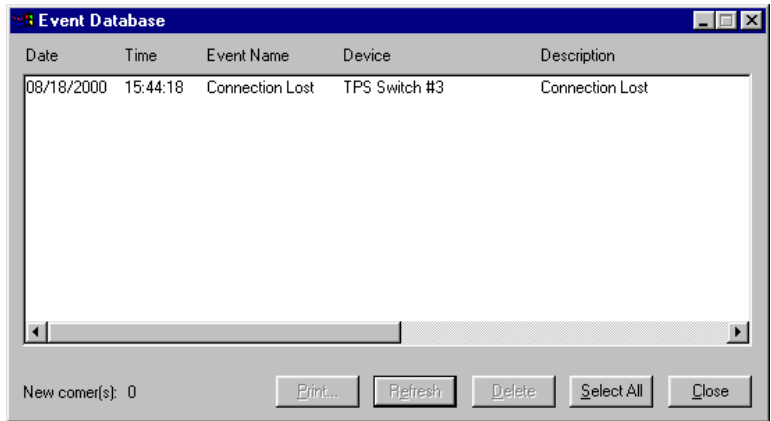 Event Database
Date Time Event Name Device Description
08/18/2000 15:44:18 Connection Lost TPS Switch #3 Connection Lost
New comer(s): 0 Print... Refresh Delete Select All Close